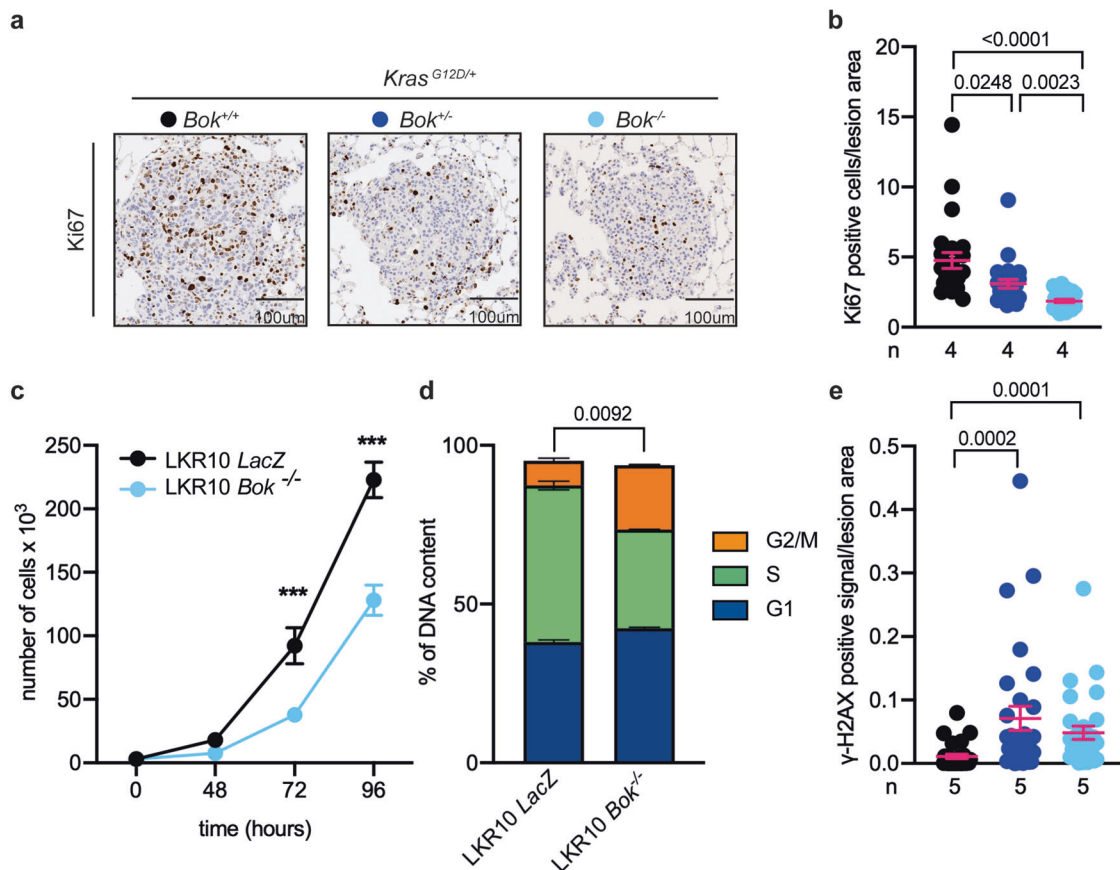 a
Kras G12D/+
Bok+/+
Bok+/-
Bok-/-
Ki67
100um
100um
100um
b
Ki67 positive cells/lesion area
20
15
10
5
0
<0.0001
0.0248
0.0023
n
4
4
4
c
number of cells x 10³
250
200
150
100
50
0
LKR10 LacZ
LKR10 Bok -/-
***
***
0
48
72
96
time (hours)
d
% of DNA content
100
50
0
0.0092
G2/M
S
G1
LKR10 LacZ
LKR10 Bok-/-
e
γ-H2AX positive signal/lesion area
0.5
0.4
0.3
0.2
0.1
0.0
0.0001
0.0002
n
5
5
5